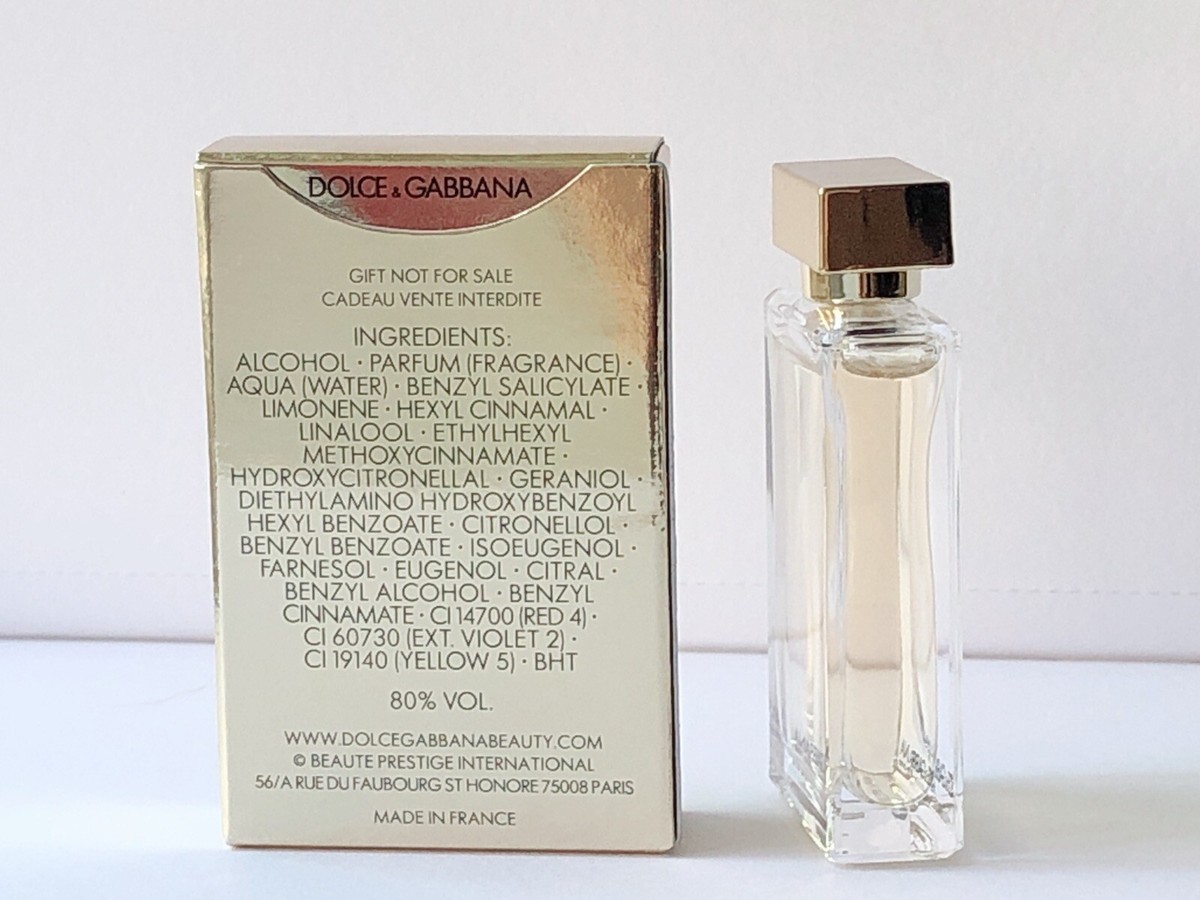 DOLCE & GABBANA
GIFT NOT FOR SALE
CADEAU VENTE INTERDITE
INGREDIENTS:
ALCOHOL · PARFUM (FRAGRANCE) ·
AQUA (WATER) · BENZYL SALICYLATE ·
LIMONENE · HEXYL CINNAMAL ·
LINALOOL · ETHYLHEXYL
METHOXYCINNAMATE ·
HYDROXYCITRONELLAL · GERANIOL ·
DIETHYLAMINO HYDROXYBENZOYL
HEXYL BENZOATE · CITRONELLOL ·
BENZYL BENZOATE · ISOEUGENOL ·
FARNESOL · EUGENOL · CITRAL ·
BENZYL ALCOHOL · BENZYL
CINNAMATE · CI 14700 (RED 4) ·
CI 60730 (EXT. VIOLET 2) ·
CI 19140 (YELLOW 5) · BHT
80% VOL.
WWW.DOLCEGABBANABEAUTY.COM
© BEAUTE PRESTIGE INTERNATIONAL
56/A RUE DU FAUBOURG ST HONORE 75008 PARIS
MADE IN FRANCE